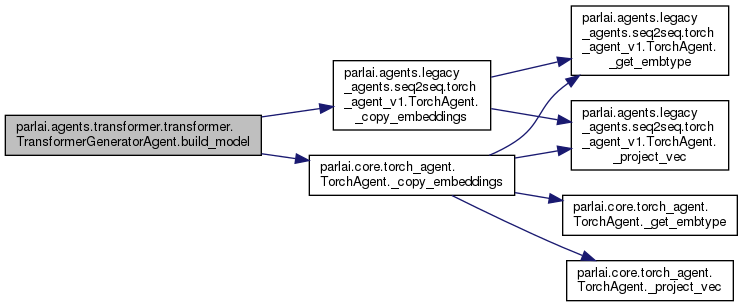 parlai.agents.transformer.transformer.
TransformerGeneratorAgent.build_model
parlai.agents.legacy
_agents.seq2seq.torch
_agent_v1.TorchAgent.
_copy_embeddings
parlai.core.torch_agent.
TorchAgent._copy_embeddings
parlai.agents.legacy
_agents.seq2seq.torch
_agent_v1.TorchAgent.
_get_embtype
parlai.agents.legacy
_agents.seq2seq.torch
_agent_v1.TorchAgent.
_project_vec
parlai.core.torch_agent.
TorchAgent._get_embtype
parlai.core.torch_agent.
TorchAgent._project_vec